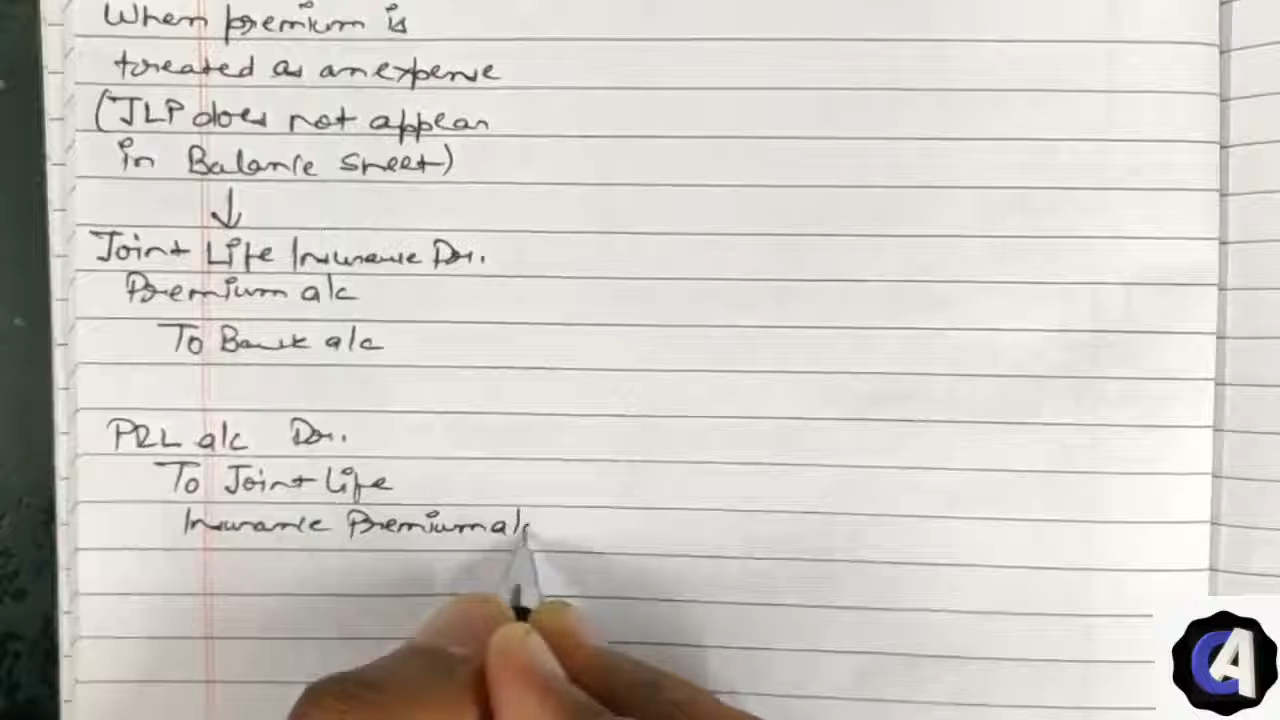 When premium is
treated as an expense
(JLP does not appear
in Balance sheet)
↓
Joint Life Insurance Dr.
Premium a/c
To Bank a/c
P&L a/c Dr.
To Joint Life
Insurance Premium a/c
CA